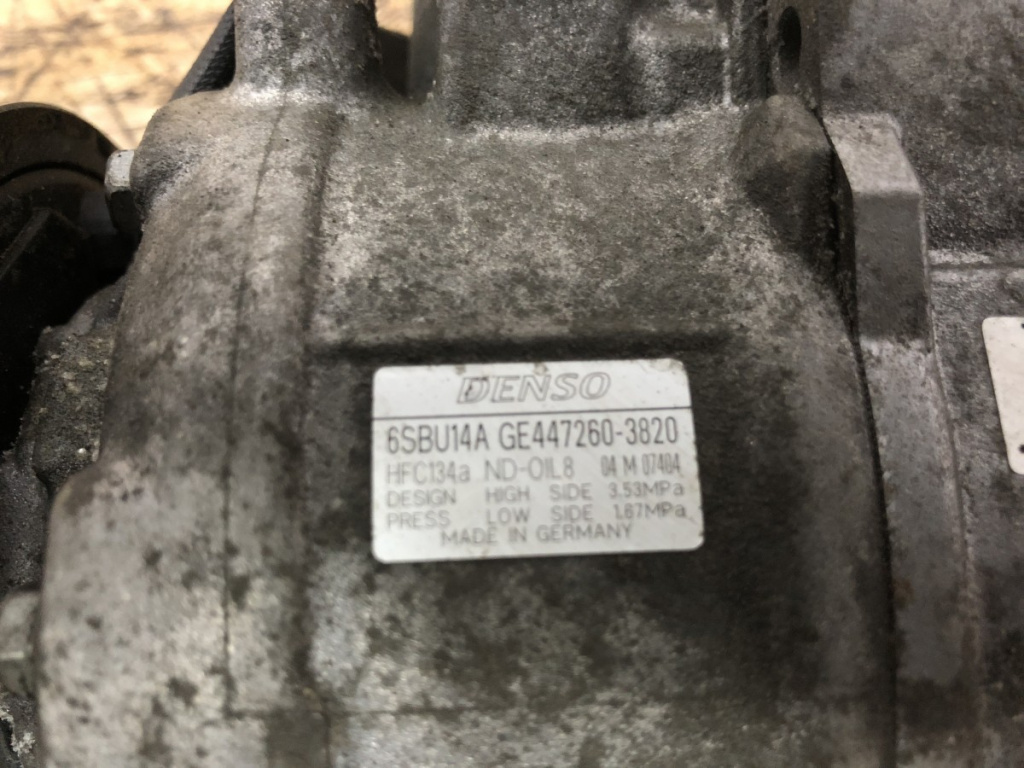 DENSO
6SBU14A GE447260-3820
HFC134a ND-OIL8 04 M 07404
DESIGN HIGH SIDE 3.53MPa
PRESS LOW SIDE 1.87MPa
MADE IN GERMANY